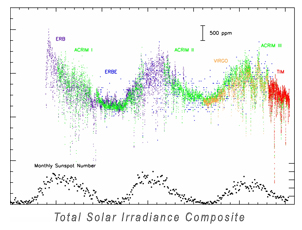 500 ppm
ERB
ACRIM I
ERBE
ACRIM II
VIRGO
ACRIM III
TIM
Monthly Sunspot Number
Total Solar Irradiance Composite